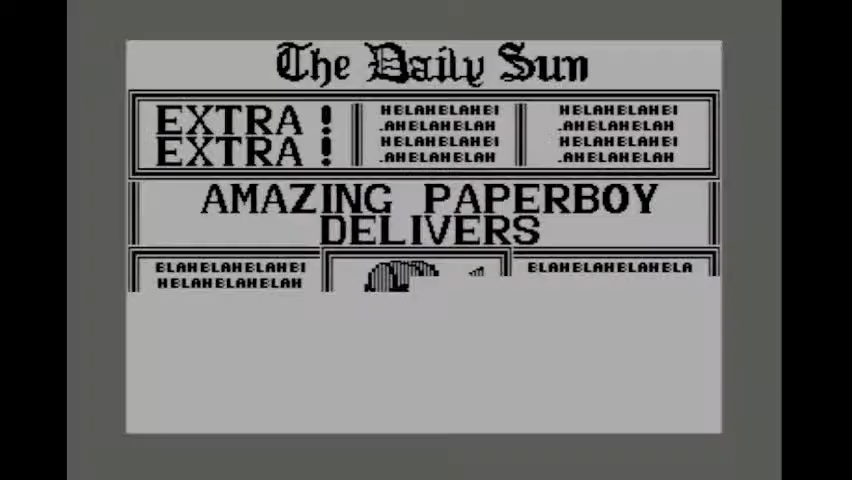 The Daily Sun
EXTRA !
EXTRA !
HELAHELAHEI
.AHELAHELAH
HELAHELAHEI
.AHELAHELAH
HELAHELAHEI
.AHELAHELAH
HELAHELAHEI
.AHELAHELAH
AMAZING PAPERBOY
DELIVERS
ELAHELAHELAHEI
HELAHELAHELAH
ELAHELAHELAHELA